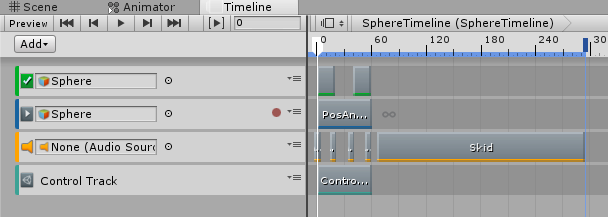 Scene Animator Timeline
Preview [▶] 0 SphereTimeline (SphereTimeline)
Add 0 60 120 180 240 30
Sphere
Sphere PosAn... ∞
None (Audio Sourc Skid
Control Track Contro...